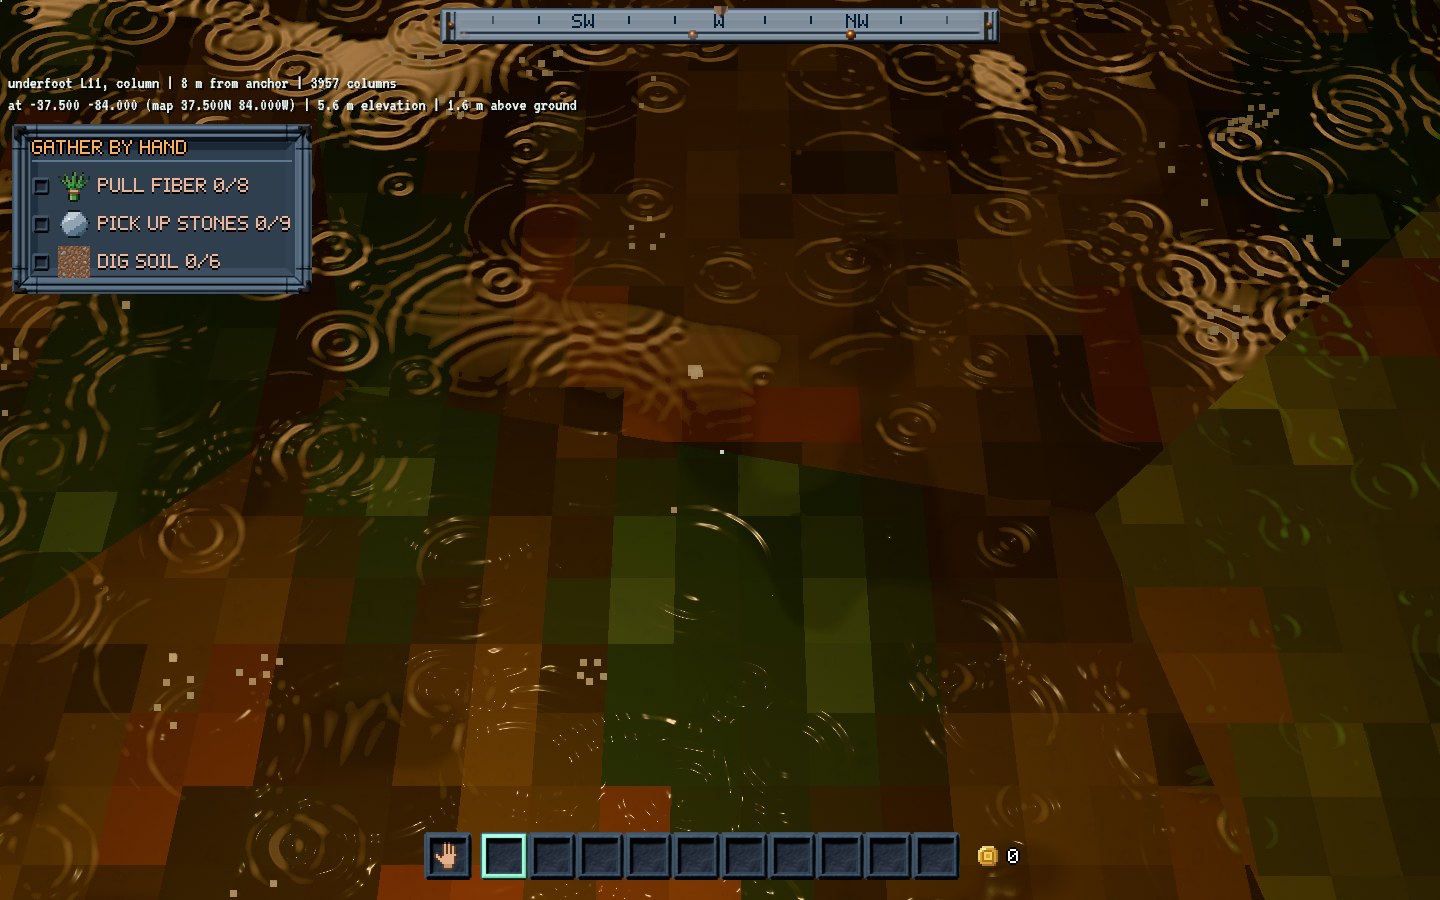 SW W NW
underfoot L11, column | 8 m from anchor | 3957 columns
at -37.500 -84.000 (map 37.500N 84.000W) | 5.6 m elevation | 1.6 m above ground
GATHER BY HAND
PULL FIBER 0/8
PICK UP STONES 0/9
DIG SOIL 0/6
0